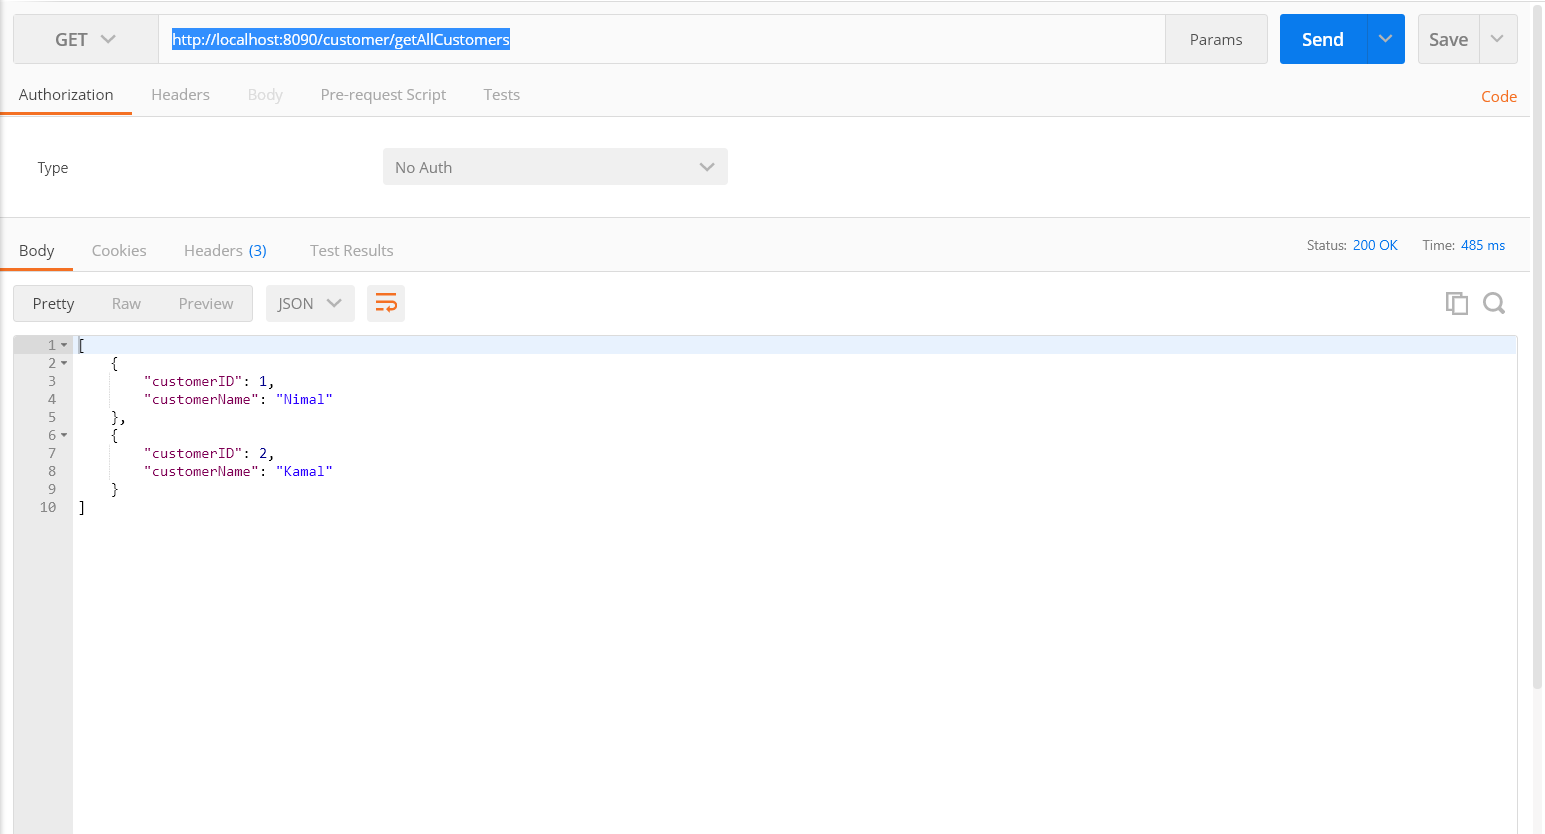 GET http://localhost:8090/customer/getAllCustomers Params Send Save
Authorization Headers Body Pre-request Script Tests Code
Type No Auth
Body Cookies Headers (3) Test Results Status: 200 OK Time: 485 ms
Pretty Raw Preview JSON
1 [
2 {
3 "customerID": 1,
4 "customerName": "Nimal"
5 },
6 {
7 "customerID": 2,
8 "customerName": "Kamal"
9 }
10 ]